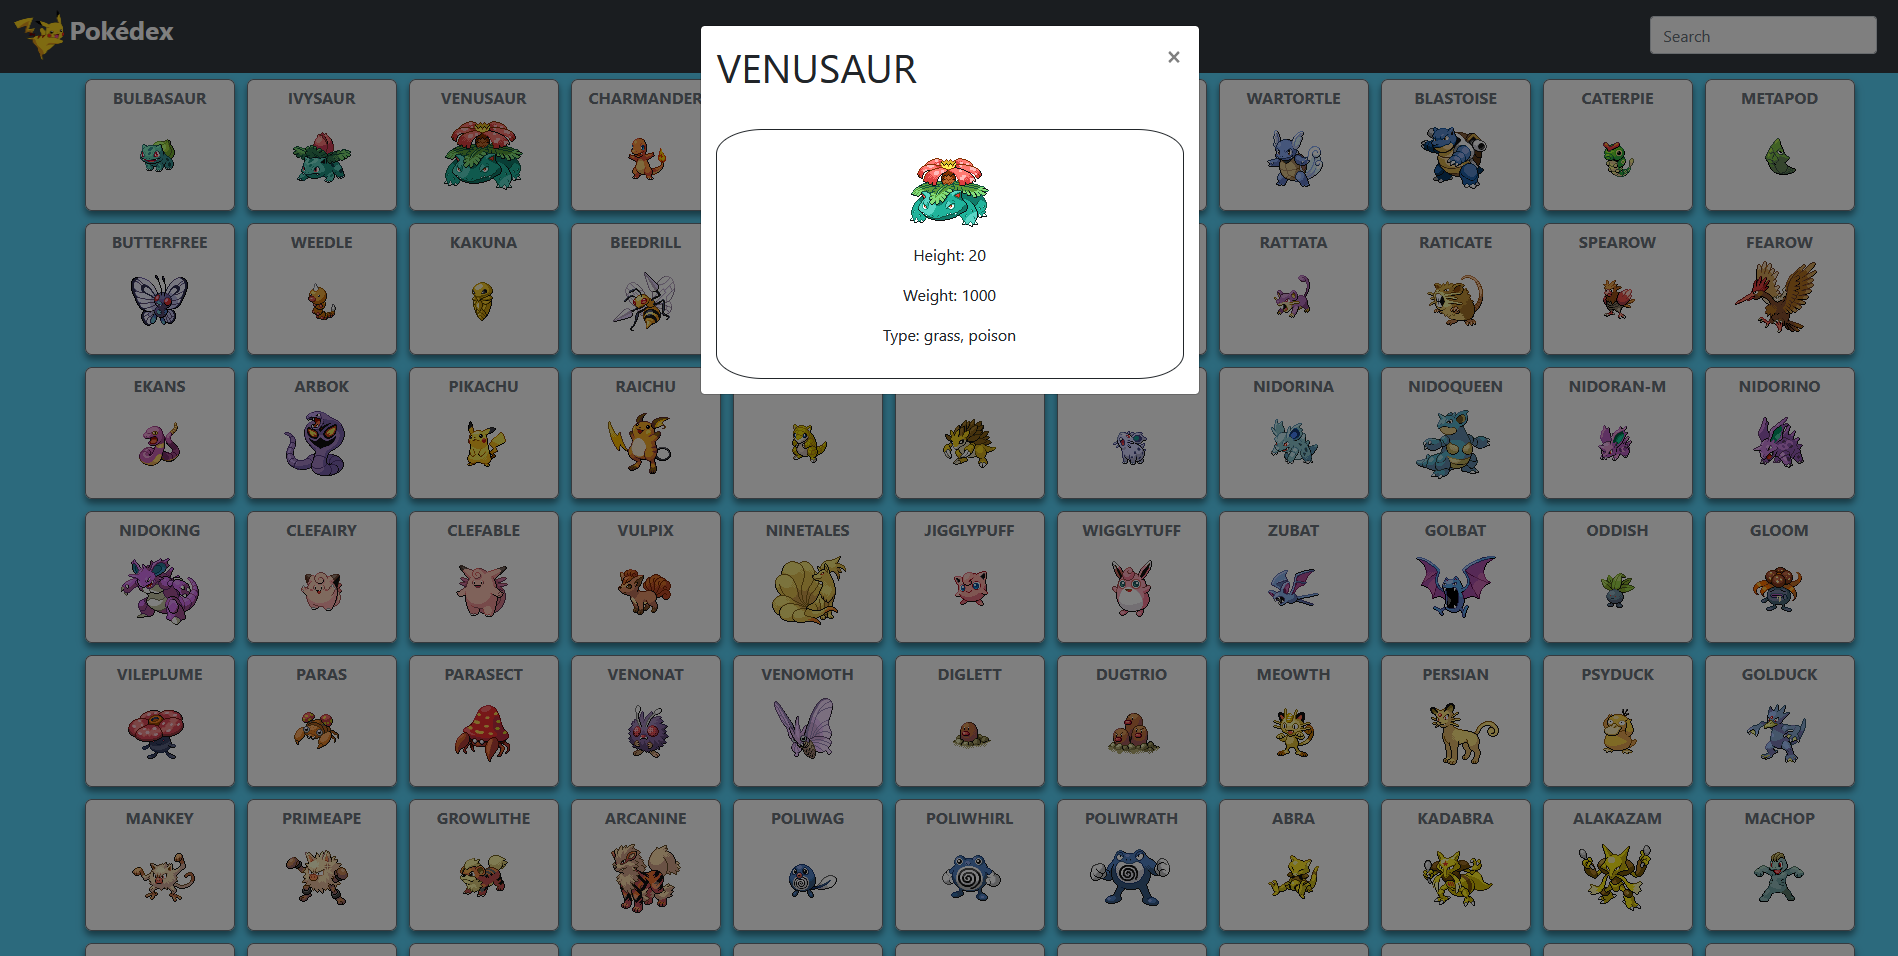 Pokédex
Search
VENUSAUR
×
Height: 20
Weight: 1000
Type: grass, poison
BULBASAUR IVYSAUR VENUSAUR CHARMANDER WARTORTLE BLASTOISE CATERPIE METAPOD
BUTTERFREE WEEDLE KAKUNA BEEDRILL RATTATA RATICATE SPEAROW FEAROW
EKANS ARBOK PIKACHU RAICHU NIDORINA NIDOQUEEN NIDORAN-M NIDORINO
NIDOKING CLEFAIRY CLEFABLE VULPIX NINETALES JIGGLYPUFF WIGGLYTUFF ZUBAT GOLBAT ODDISH GLOOM
VILEPLUME PARAS PARASECT VENONAT VENOMOTH DIGLETT DUGTRIO MEOWTH PERSIAN PSYDUCK GOLDUCK
MANKEY PRIMEAPE GROWLITHE ARCANINE POLIWAG POLIWHIRL POLIWRATH ABRA KADABRA ALAKAZAM MACHOP